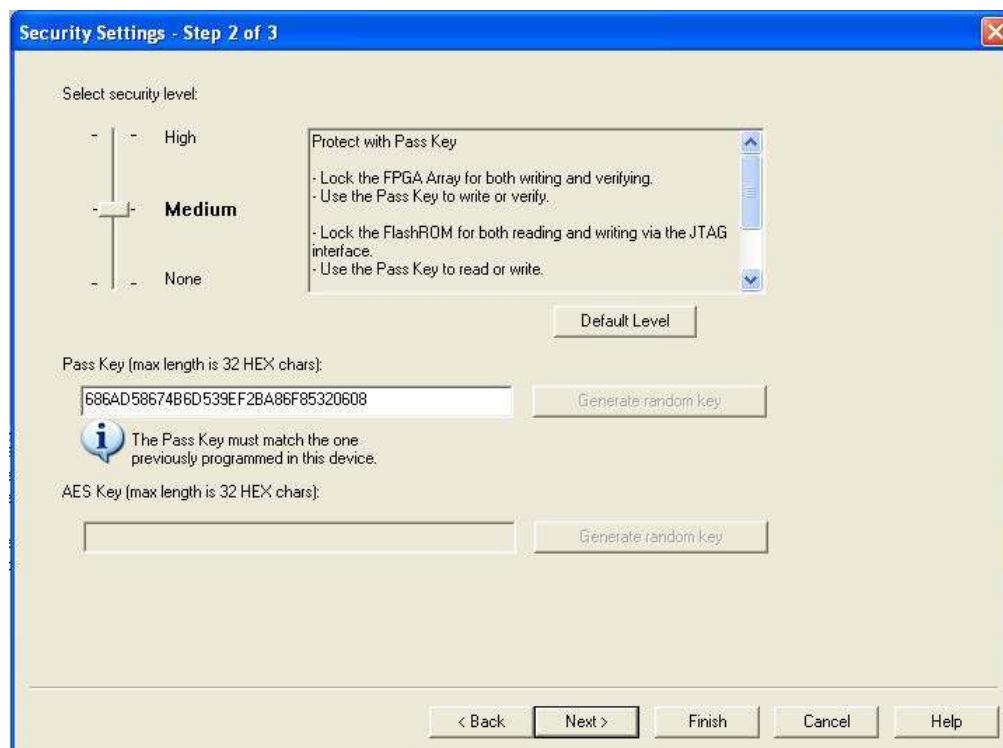 Security Settings - Step 2 of 3
Select security level:
High
Medium
None
Protect with Pass Key
- Lock the FPGA Array for both writing and verifying.
- Use the Pass Key to write or verify.
- Lock the FlashROM for both reading and writing via the JTAG
interface.
- Use the Pass Key to read or write.
Default Level
Pass Key (max length is 32 HEX chars):
686AD58674B6D539EF2BA86F85320608
Generate random key
The Pass Key must match the one
previously programmed in this device.
AES Key (max length is 32 HEX chars):
Generate random key
< Back
Next >
Finish
Cancel
Help